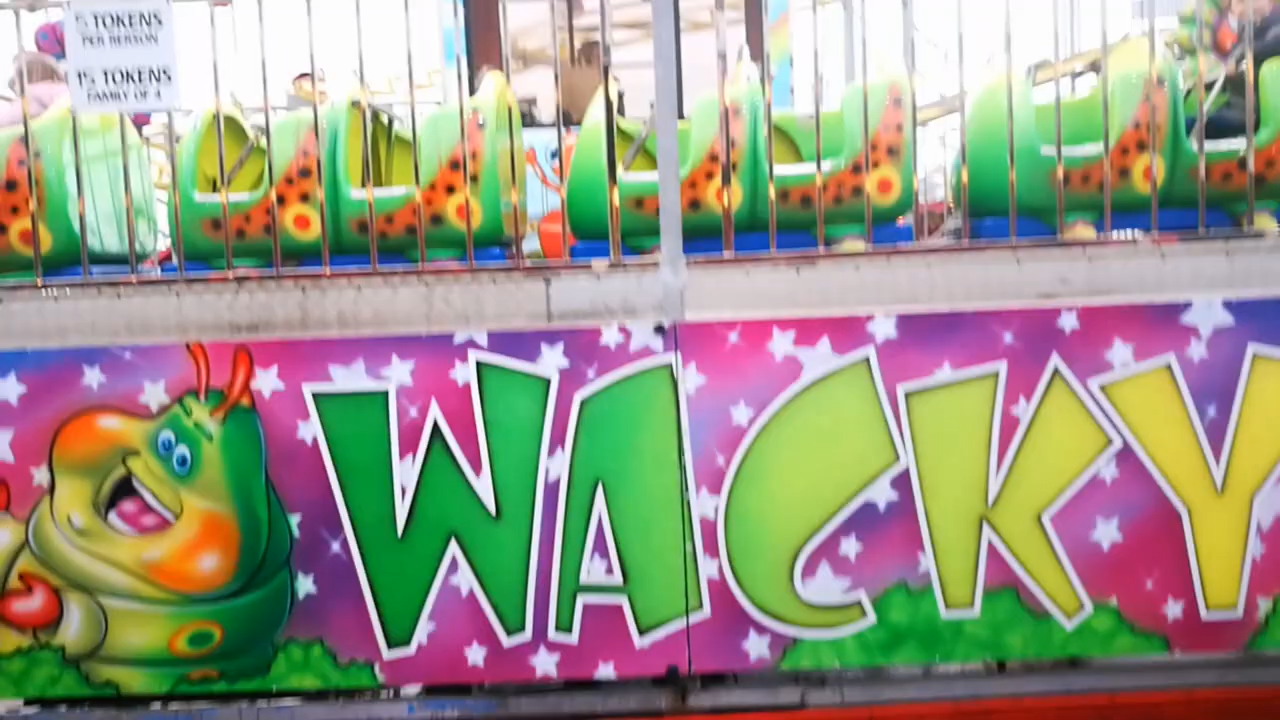 5 TOKENS
PER PERSON
15 TOKENS
FAMILY OF 4
WACKY